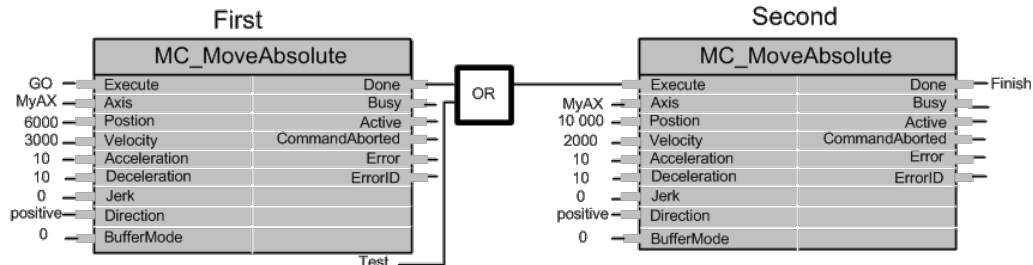 First
Second
MC_MoveAbsolute
MC_MoveAbsolute
GO Execute Done
MyAX Axis Busy
6000 Postion Active
3000 Velocity CommandAborted
10 Acceleration Error
10 Deceleration ErrorID
0 Jerk
positive Direction
0 BufferMode
OR
Test
Execute Done Finish
MyAX Axis Busy
10 000 Postion Active
2000 Velocity CommandAborted
10 Acceleration Error
10 Deceleration ErrorID
0 Jerk
positive Direction
0 BufferMode